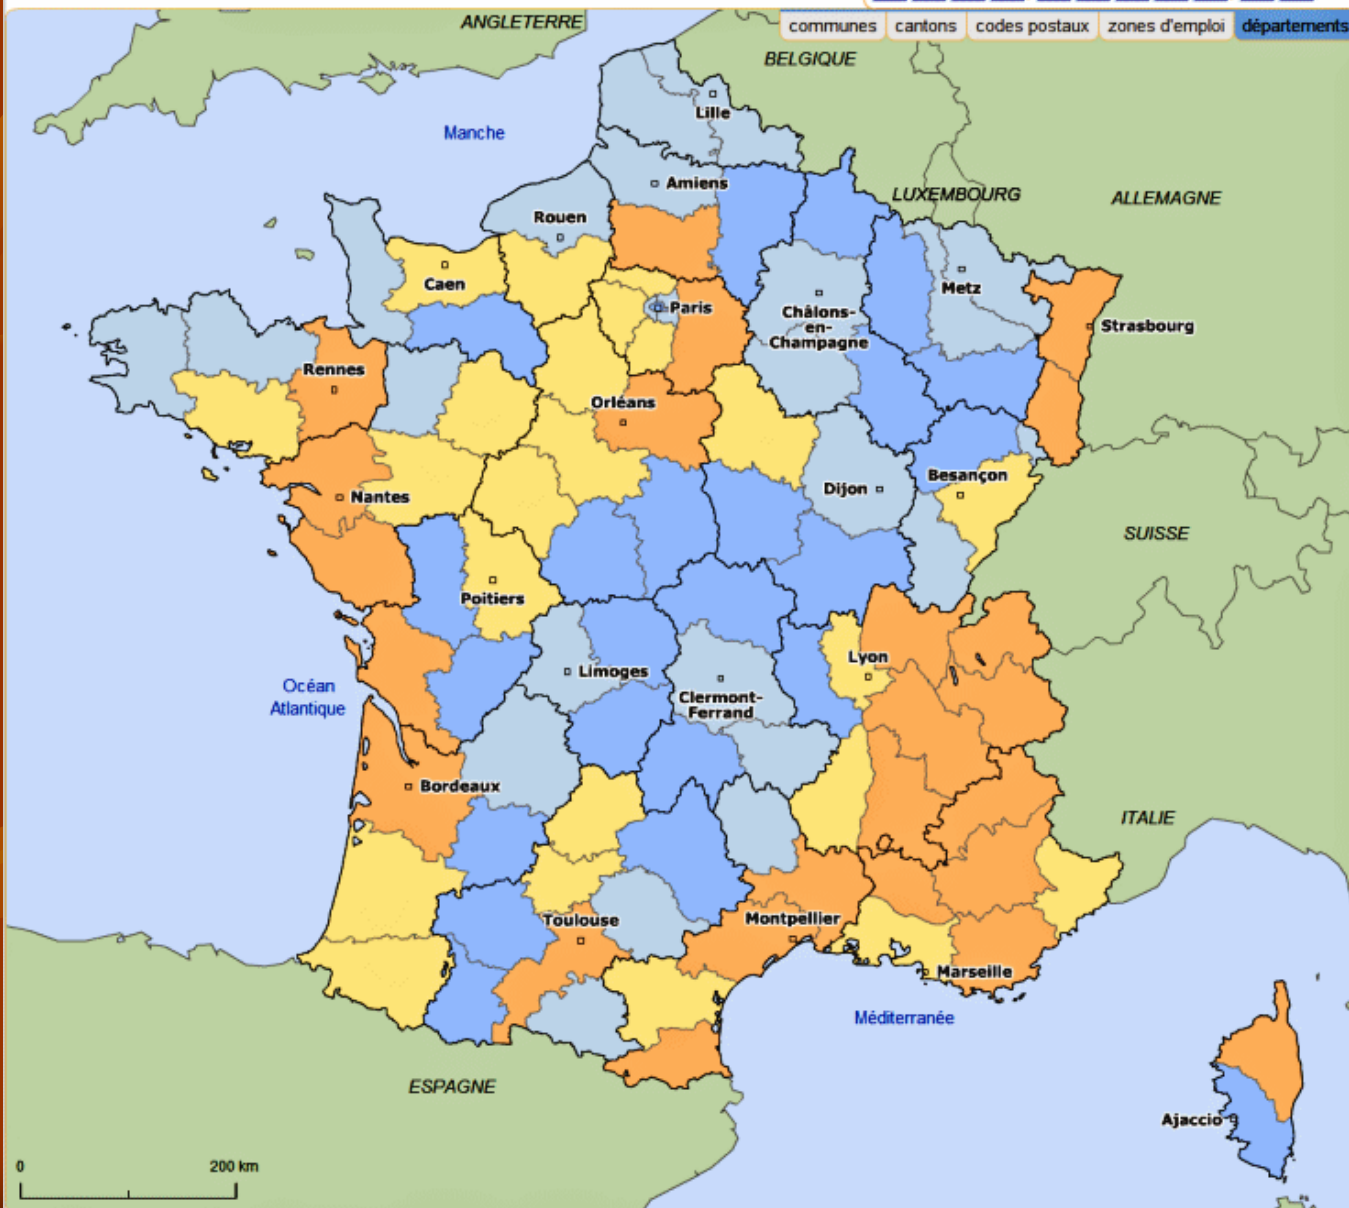 communes
cantons
codes postaux
zones d'emploi
départements
ANGLETERRE
BELGIQUE
Manche
Lille
Amiens
LUXEMBOURG
ALLEMAGNE
Rouen
Caen
Metz
Paris
Châlons-
en-
Champagne
Strasbourg
Rennes
Orléans
Besançon
Dijon
Nantes
SUISSE
Poitiers
Lyon
Limoges
Océan
Atlantique
Clermont-
Ferrand
Bordeaux
ITALIE
Toulouse
Montpellier
Marseille
Méditerranée
ESPAGNE
Ajaccio
0
200 km